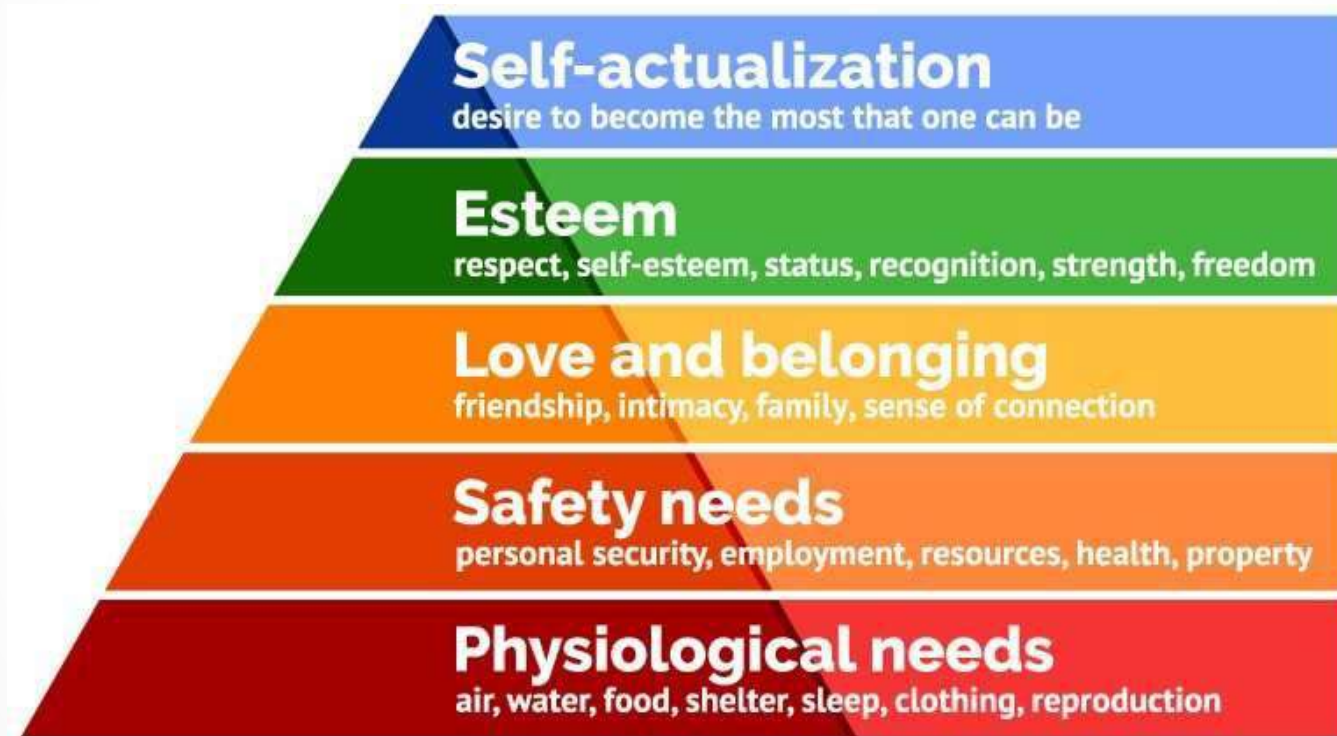 Self-actualization
desire to become the most that one can be
Esteem
respect, self-esteem, status, recognition, strength, freedom
Love and belonging
friendship, intimacy, family, sense of connection
Safety needs
personal security, employment, resources, health, property
Physiological needs
air, water, food, shelter, sleep, clothing, reproduction